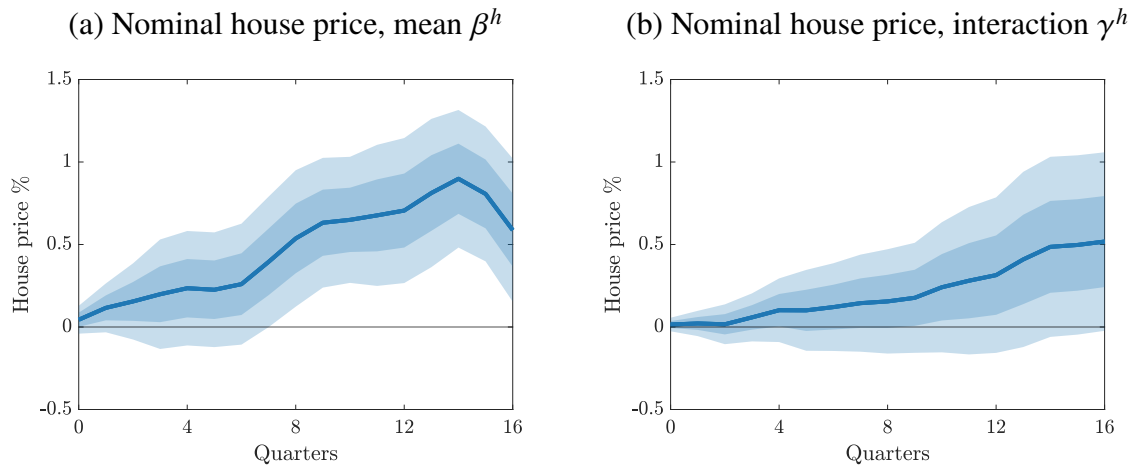 (a) Nominal house price, mean β^h
(b) Nominal house price, interaction γ^h
1.5
1
0.5
0
-0.5
House price %
0 4 8 12 16
Quarters
1.5
1
0.5
0
-0.5
House price %
0 4 8 12 16
Quarters